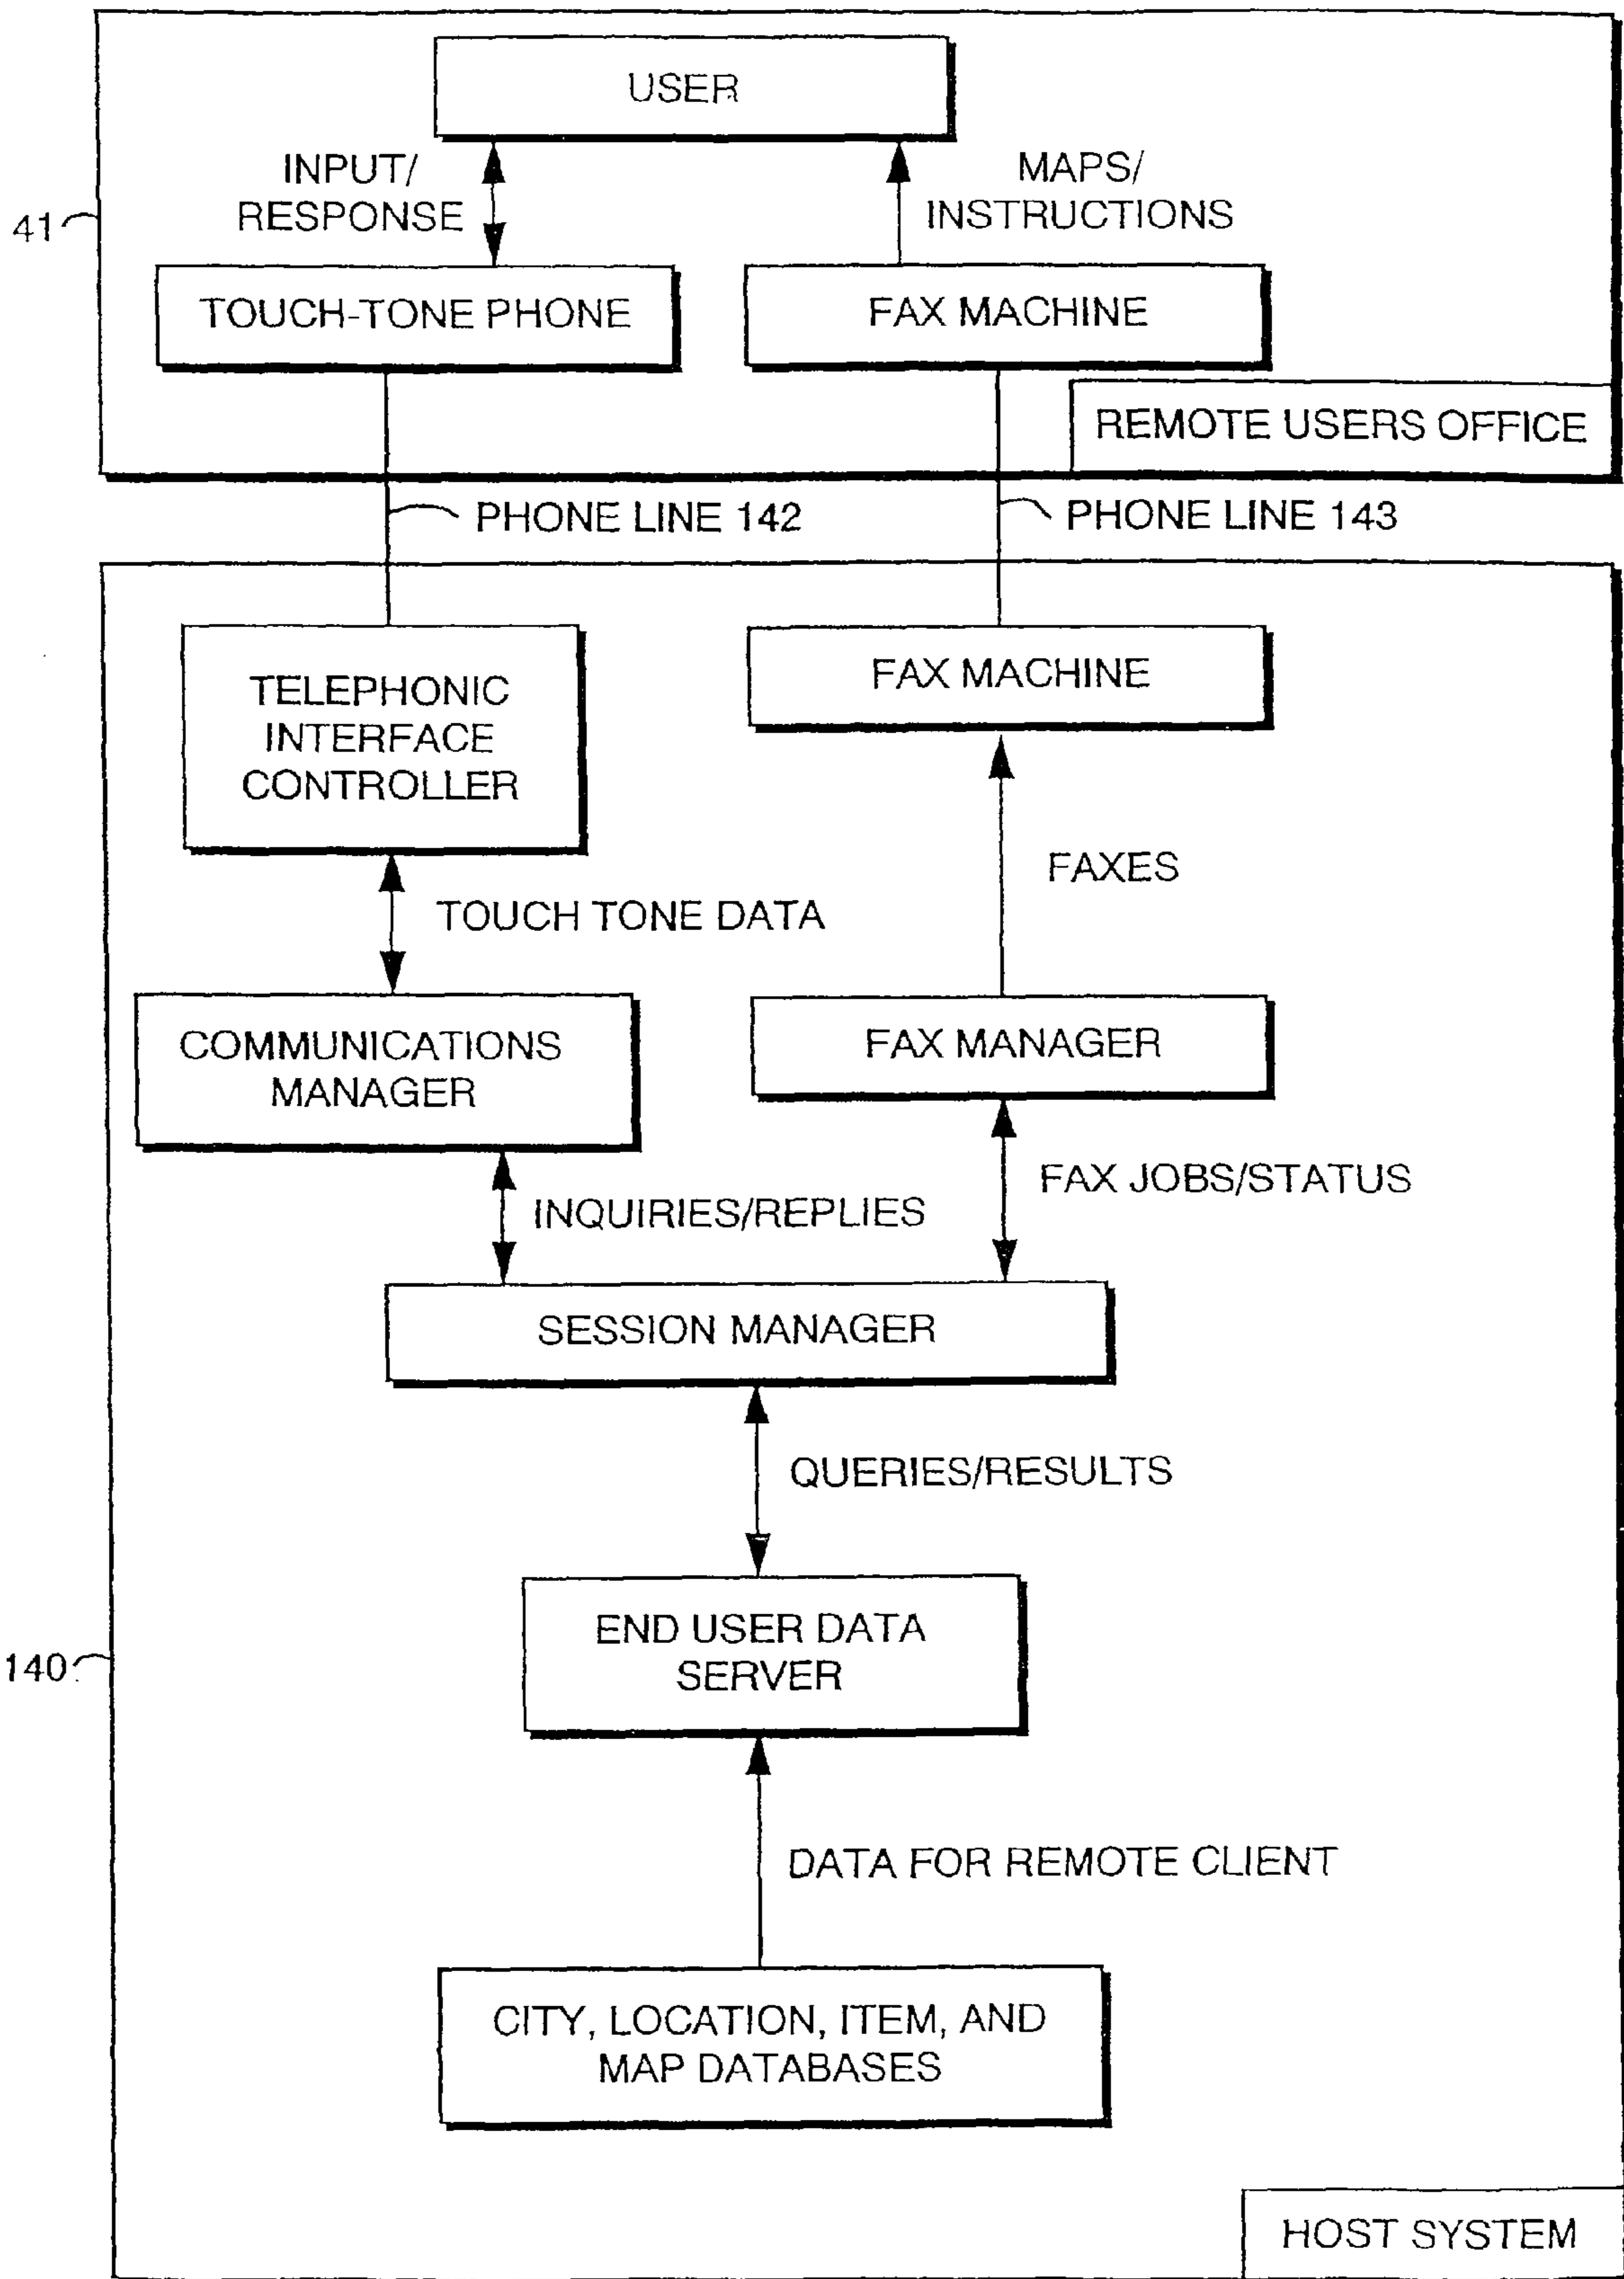 USER
INPUT/
RESPONSE
MAPS/
INSTRUCTIONS
41
TOUCH-TONE PHONE
FAX MACHINE
REMOTE USERS OFFICE
PHONE LINE 142
PHONE LINE 143
TELEPHONIC
INTERFACE
CONTROLLER
FAX MACHINE
FAXES
TOUCH TONE DATA
COMMUNICATIONS
MANAGER
FAX MANAGER
FAX JOBS/STATUS
INQUIRIES/REPLIES
SESSION MANAGER
QUERIES/RESULTS
END USER DATA
SERVER
140
DATA FOR REMOTE CLIENT
CITY, LOCATION, ITEM, AND
MAP DATABASES
HOST SYSTEM